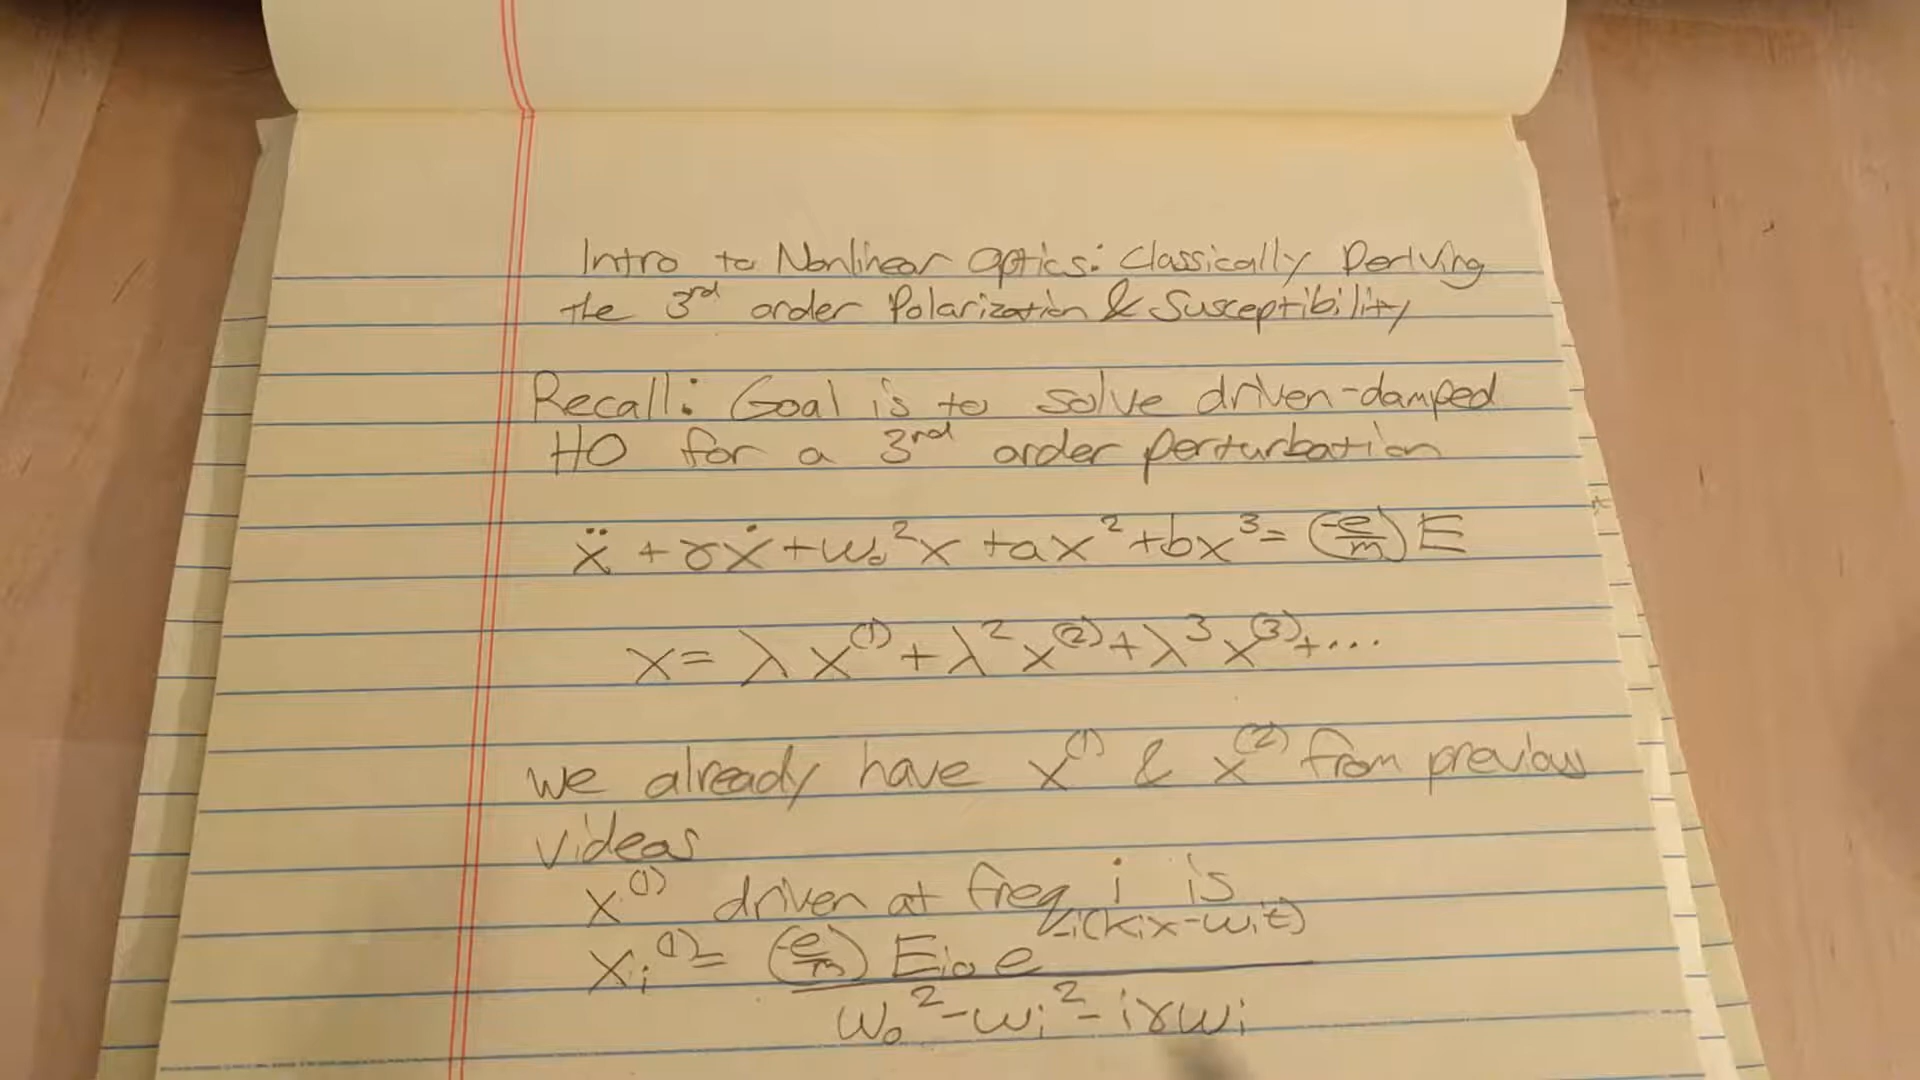 Intro to Nonlinear Optics: Classically Deriving
the 3rd order Polarization & Susceptibility
Recall: Goal is to solve driven-damped
HO for a 3rd order perturbation
ẍ + γẋ + ω₀²x + ax² + bx³ = (-e/m) E
x = λx⁽¹⁾ + λ²x⁽²⁾ + λ³x⁽³⁾ + ...
we already have x⁽¹⁾ & x⁽²⁾ from previous
videos
x⁽¹⁾ driven at freq i is
xᵢ⁽¹⁾ = (-e/m) Eᵢ₀ e^(i(kᵢx-ωᵢt))
ω₀² - ωᵢ² - iγωᵢ